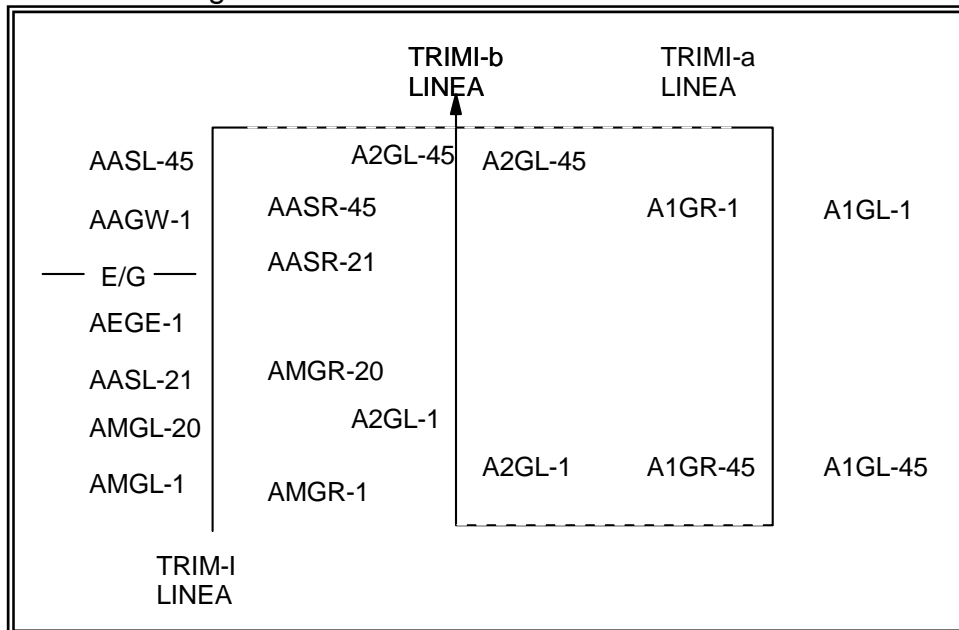 TRIMI-b TRIMI-a
LINEA LINEA
AASL-45 A2GL-45 A2GL-45
AAGW-1 AASR-45 A1GR-1 A1GL-1
E/G AASR-21
AEGE-1
AASL-21 AMGR-20
AMGL-20 A2GL-1
AMGL-1 AMGR-1 A2GL-1 A1GR-45 A1GL-45
TRIM-I
LINEA